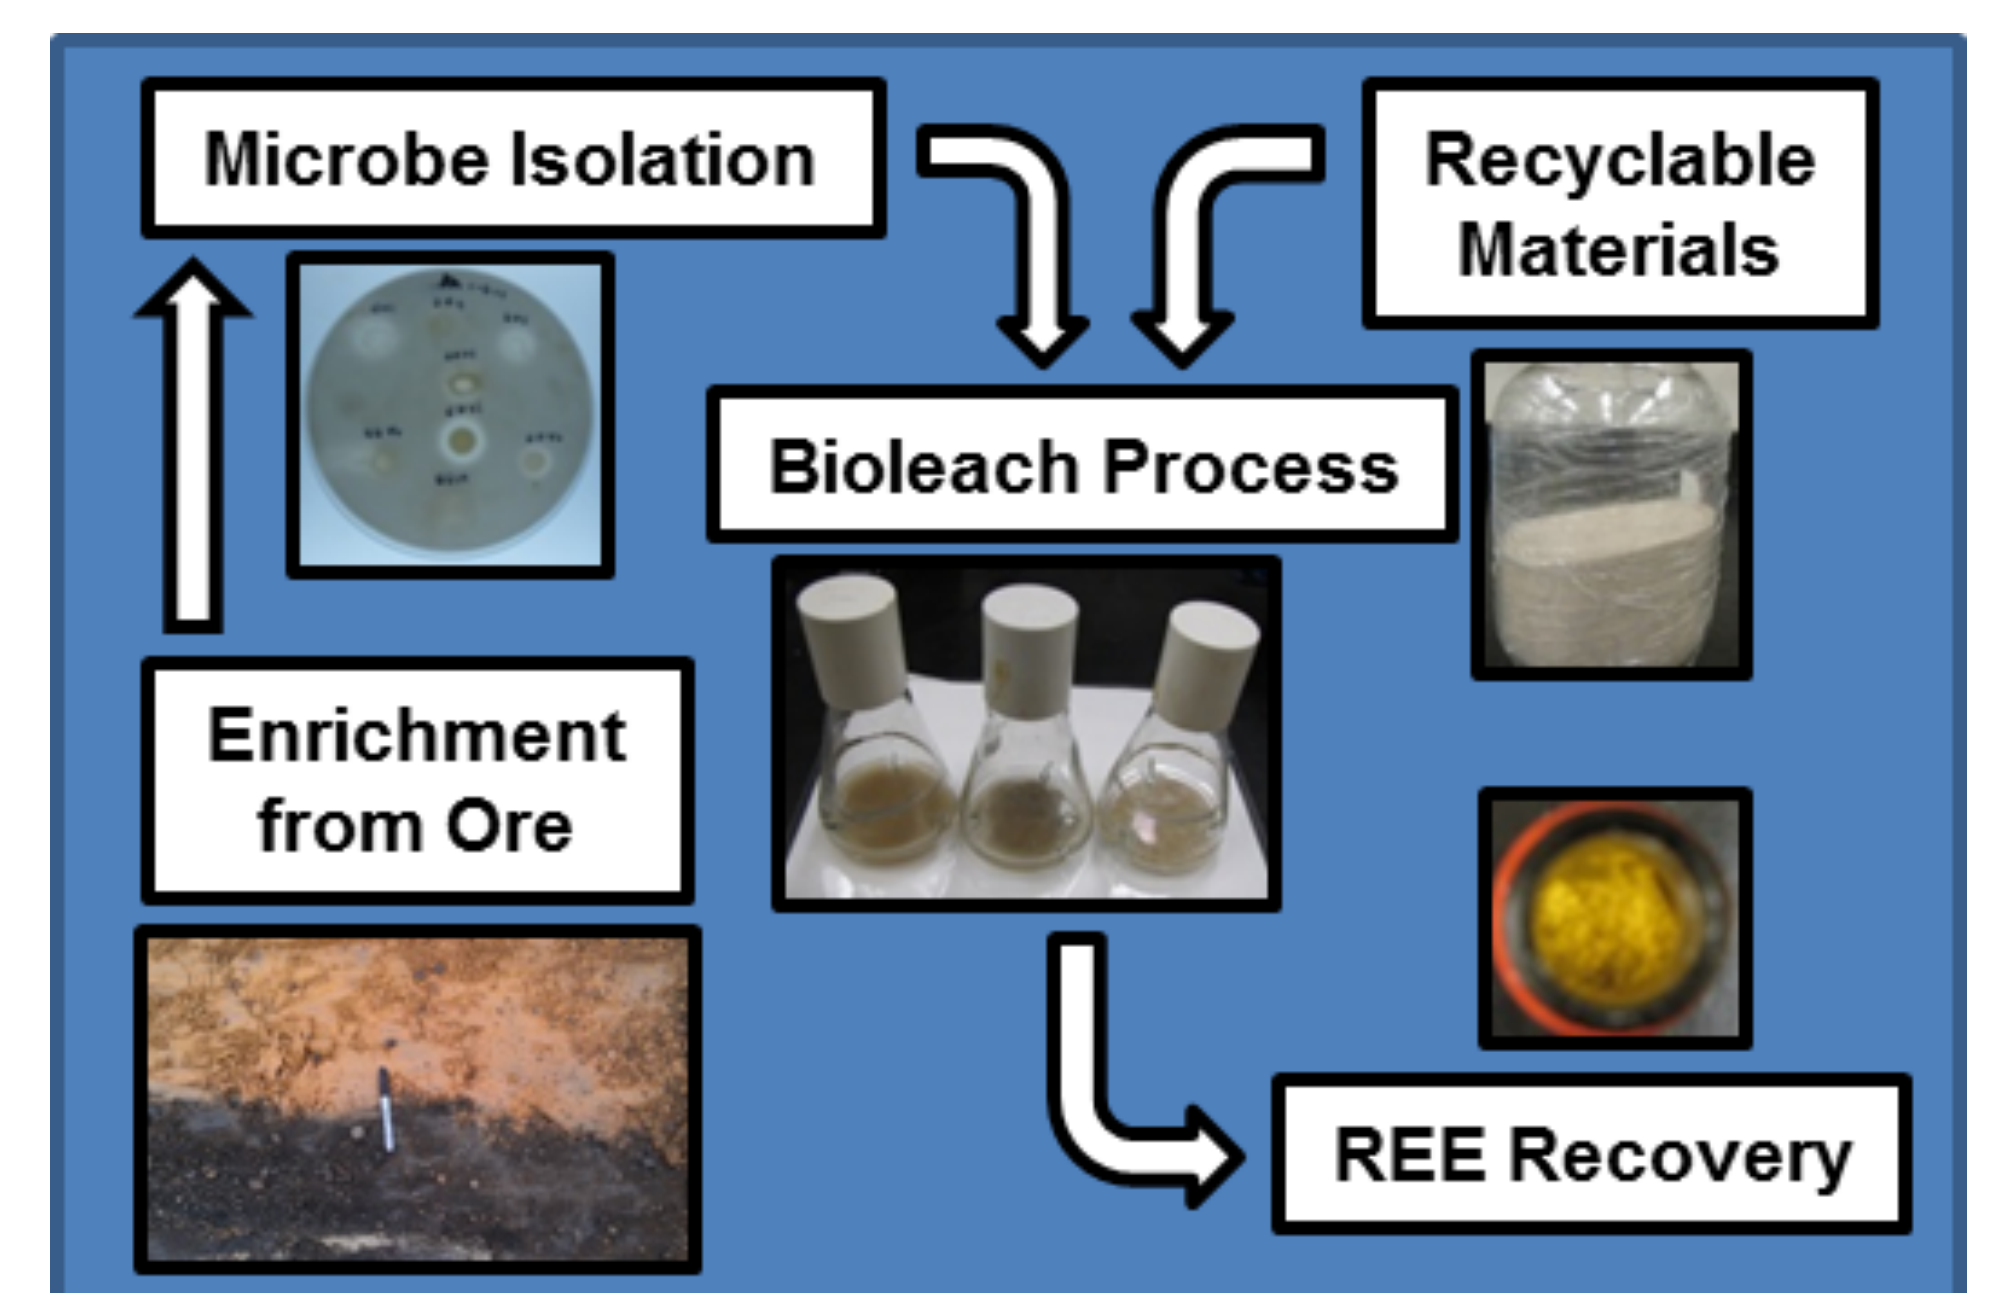 Microbe Isolation
Recyclable
Materials
Bioleach Process
Enrichment
from Ore
REE Recovery